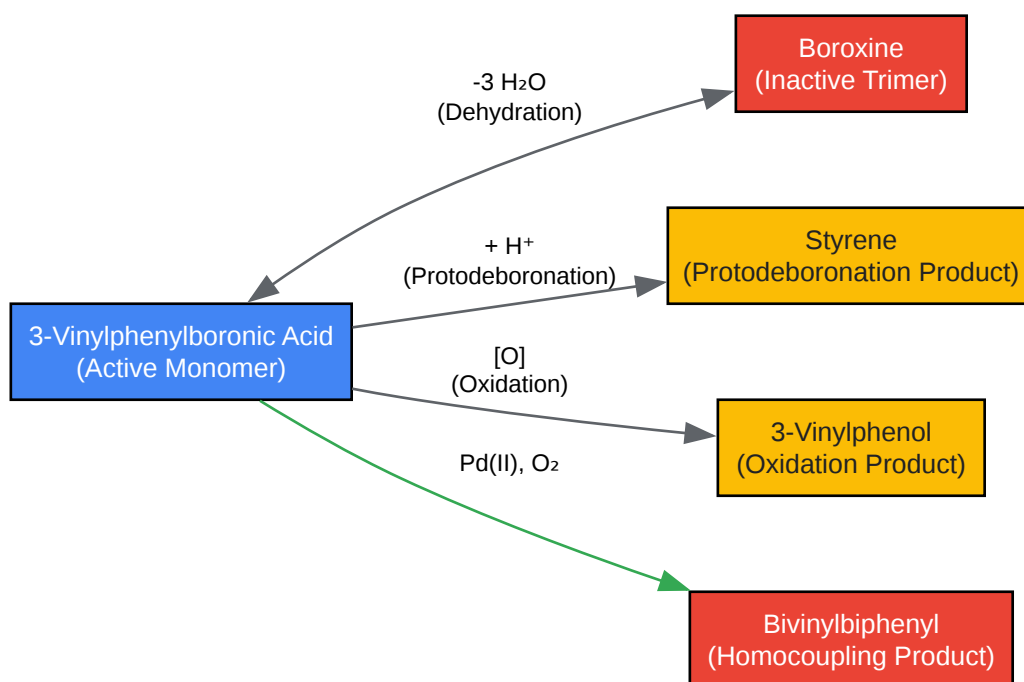 Boroxine
(Inactive Trimer)
-3 H₂O
(Dehydration)
Styrene
(Protodeboronation Product)
+ H⁺
(Protodeboronation)
3-Vinylphenylboronic Acid
(Active Monomer)
[O]
(Oxidation)
3-Vinylphenol
(Oxidation Product)
Pd(II), O₂
Bivinylbiphenyl
(Homocoupling Product)